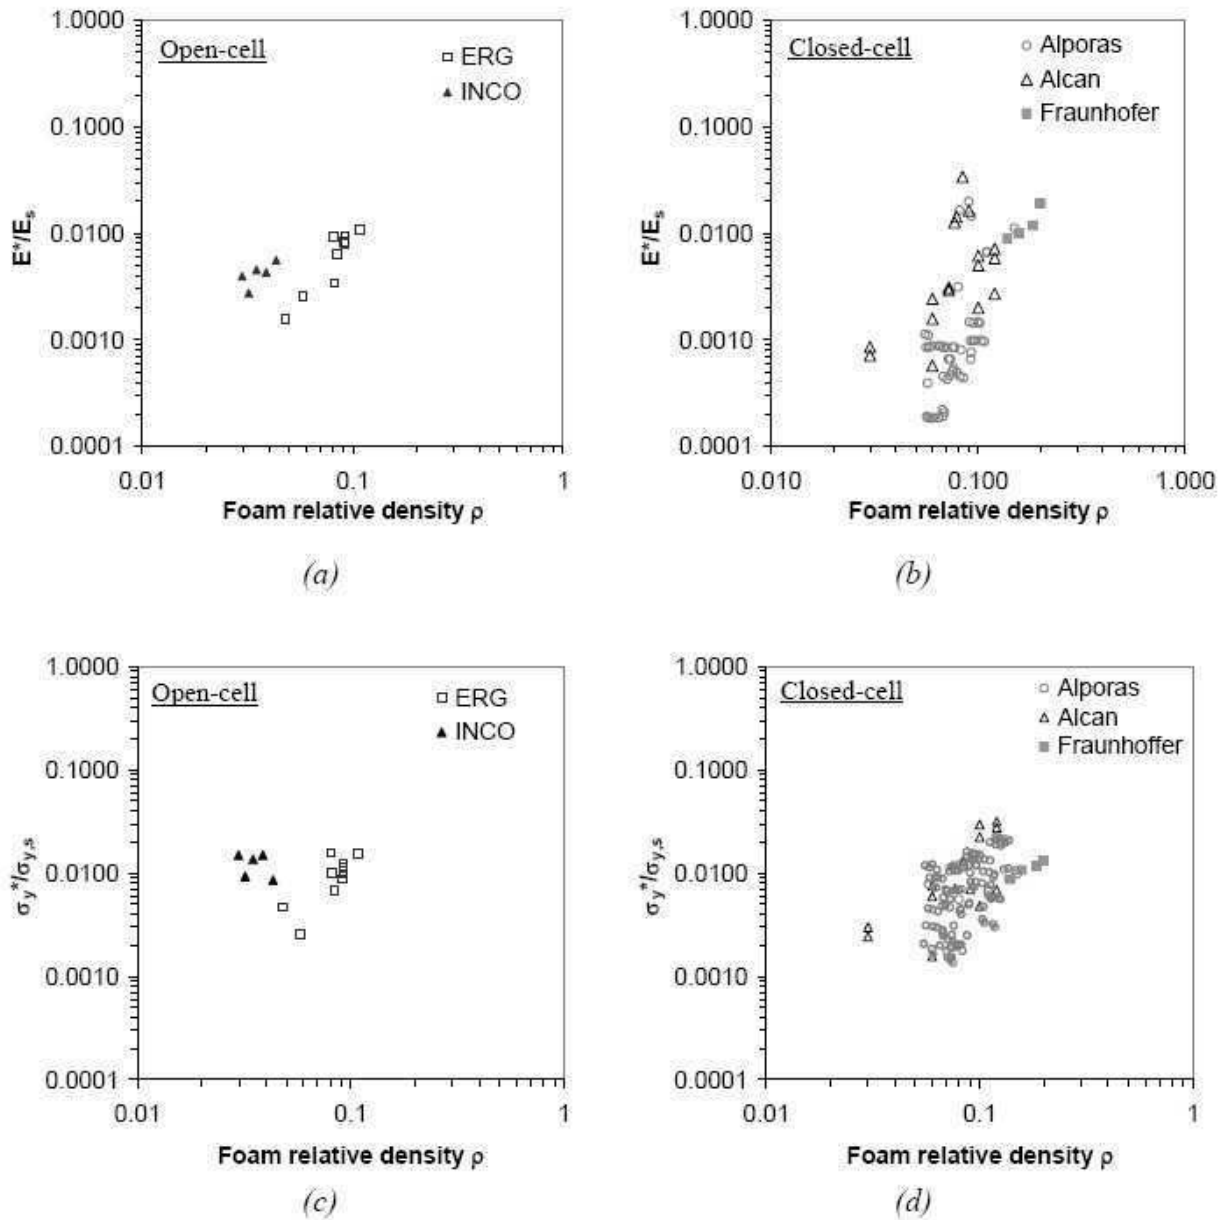 Open-cell
ERG
INCO
1.0000
0.1000
0.0100
0.0010
0.0001
E*/Eₛ
0.01
0.1
1
Foam relative density ρ
(a)
Closed-cell
Alporas
Alcan
Fraunhofer
1.0000
0.1000
0.0100
0.0010
0.0001
E*/Eₛ
0.010
0.100
1.000
Foam relative density ρ
(b)
Open-cell
ERG
INCO
1.0000
0.1000
0.0100
0.0010
0.0001
σy*/σy,s
0.01
0.1
1
Foam relative density ρ
(c)
Closed-cell
Alporas
Alcan
Fraunhoffer
1.0000
0.1000
0.0100
0.0010
0.0001
σy*/σy,s
0.01
0.1
1
Foam relative density ρ
(d)